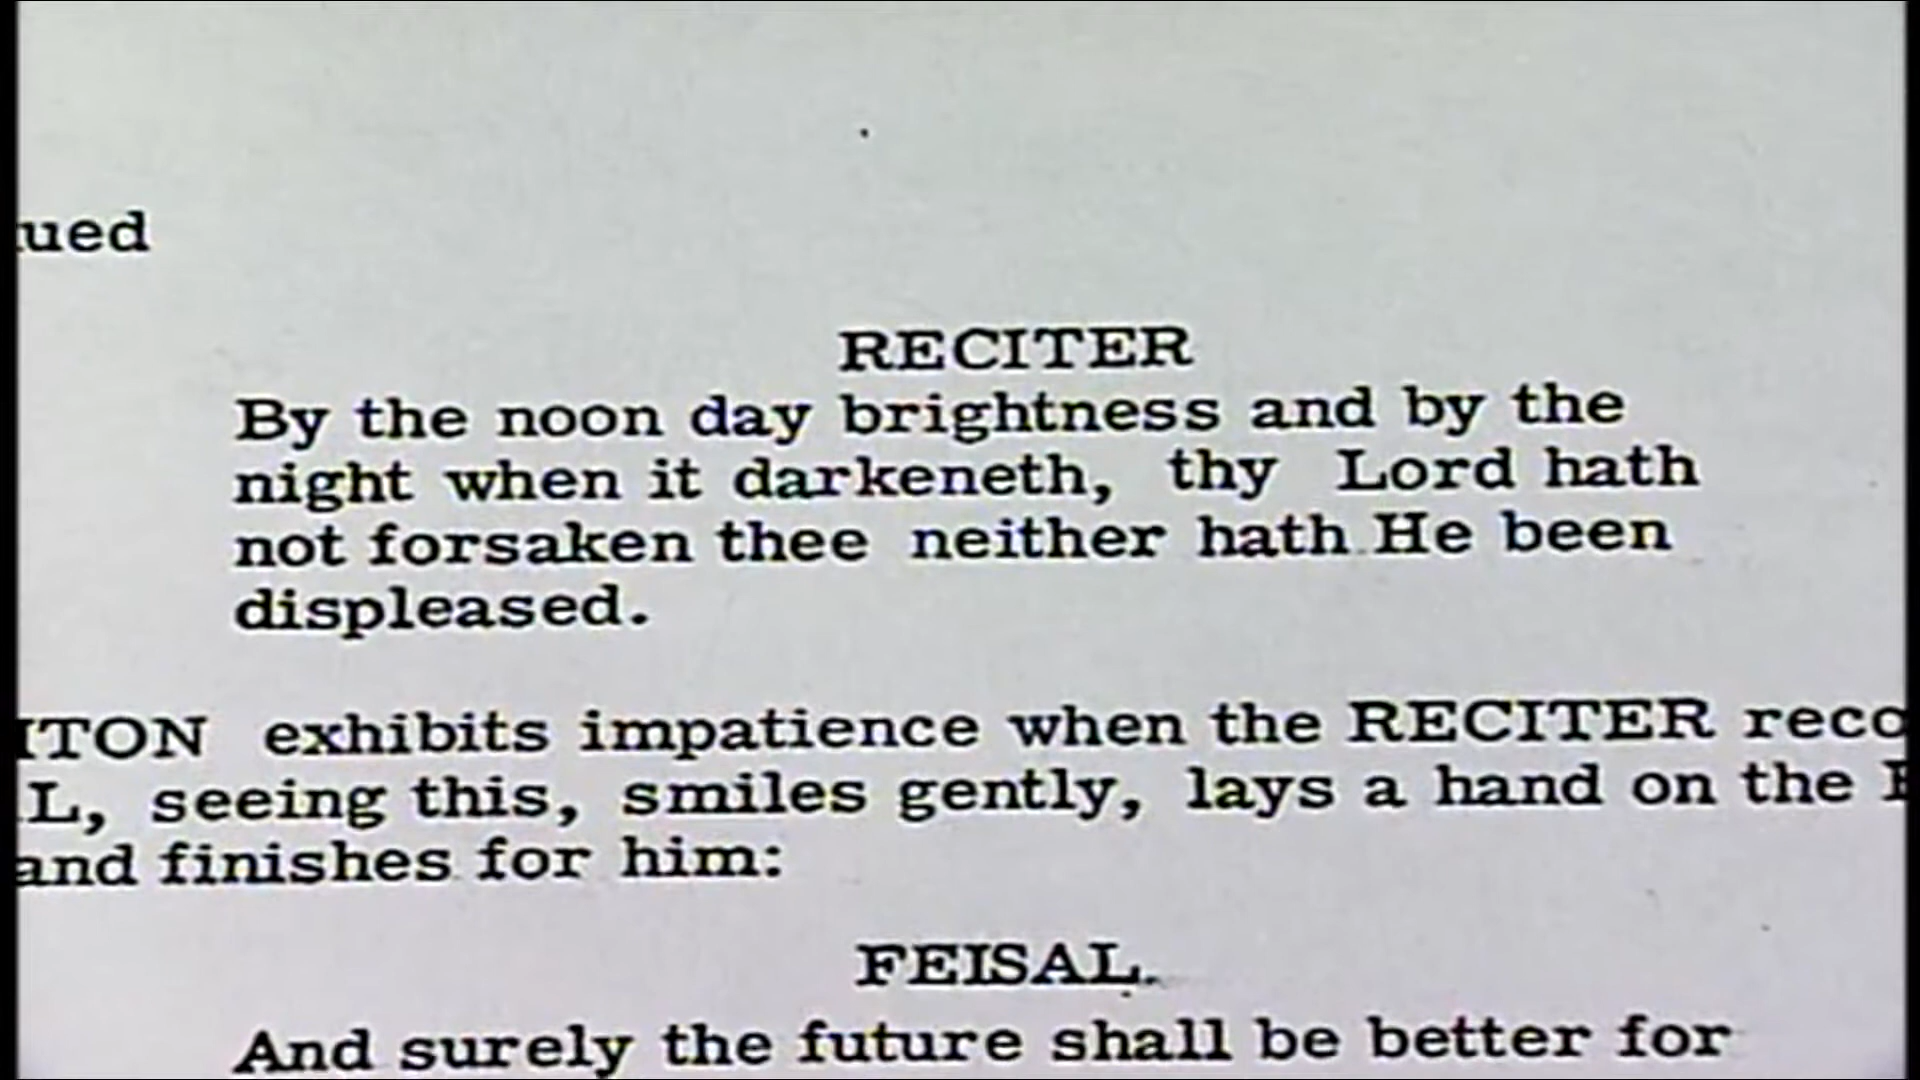 ued
RECITER
By the noon day brightness and by the
night when it darkeneth, thy Lord hath
not forsaken thee neither hath He been
displeased.
ITON exhibits impatience when the RECITER reco
L, seeing this, smiles gently, lays a hand on the
and finishes for him:
FEISAL.
And surely the future shall be better for